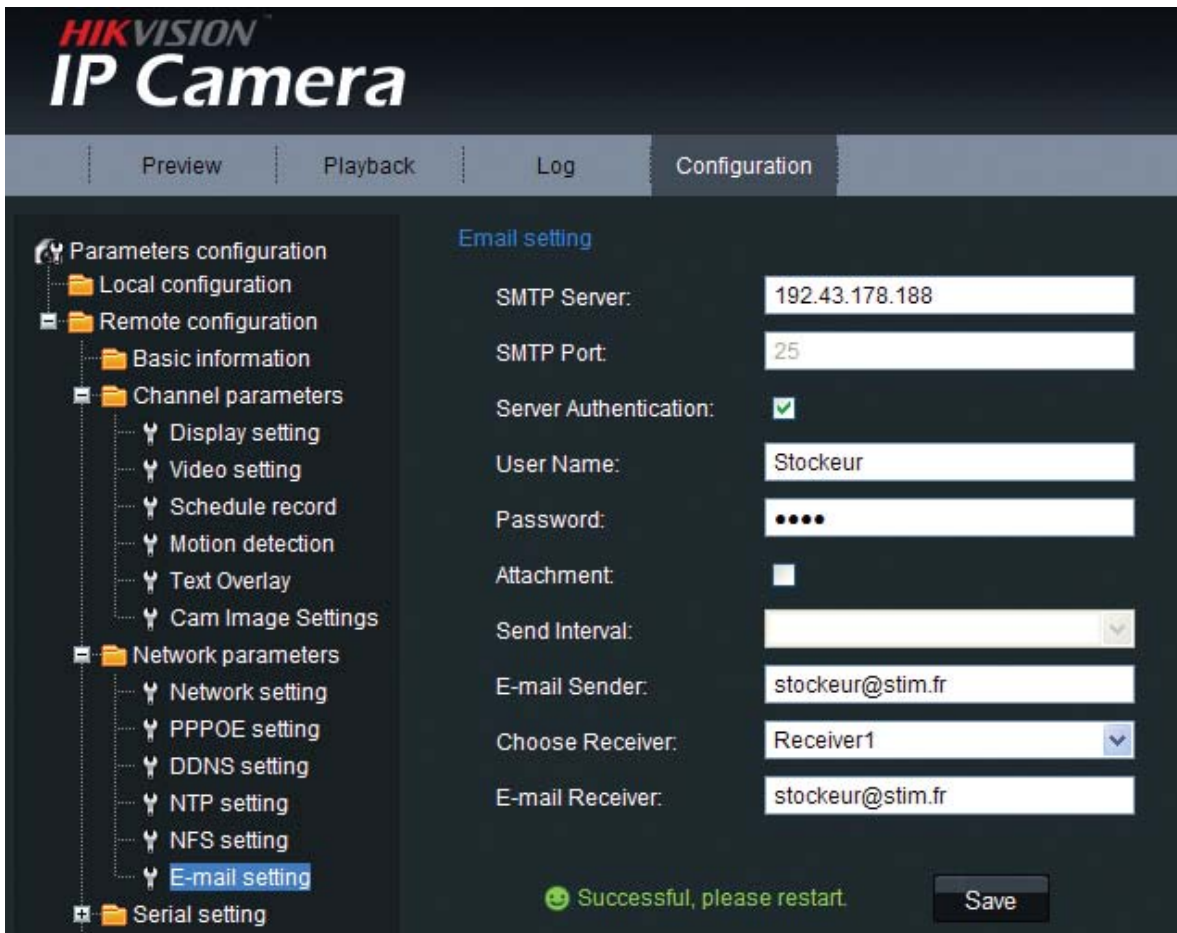 HIKVISION
IP Camera
Preview Playback Log Configuration
Parameters configuration
Local configuration
Remote configuration
Basic information
Channel parameters
Display setting
Video setting
Schedule record
Motion detection
Text Overlay
Cam Image Settings
Network parameters
Network setting
PPPOE setting
DDNS setting
NTP setting
NFS setting
E-mail setting
Serial setting
Email setting
SMTP Server: 192.43.178.188
SMTP Port: 25
Server Authentication:
User Name: Stockeur
Password: ••••
Attachment:
Send Interval:
E-mail Sender: stockeur@stim.fr
Choose Receiver: Receiver1
E-mail Receiver: stockeur@stim.fr
Successful, please restart. Save